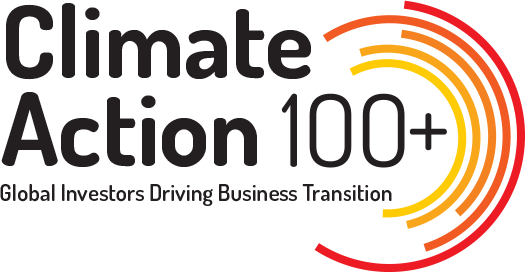 Climate
Action 100+
Global Investors Driving Business Transition